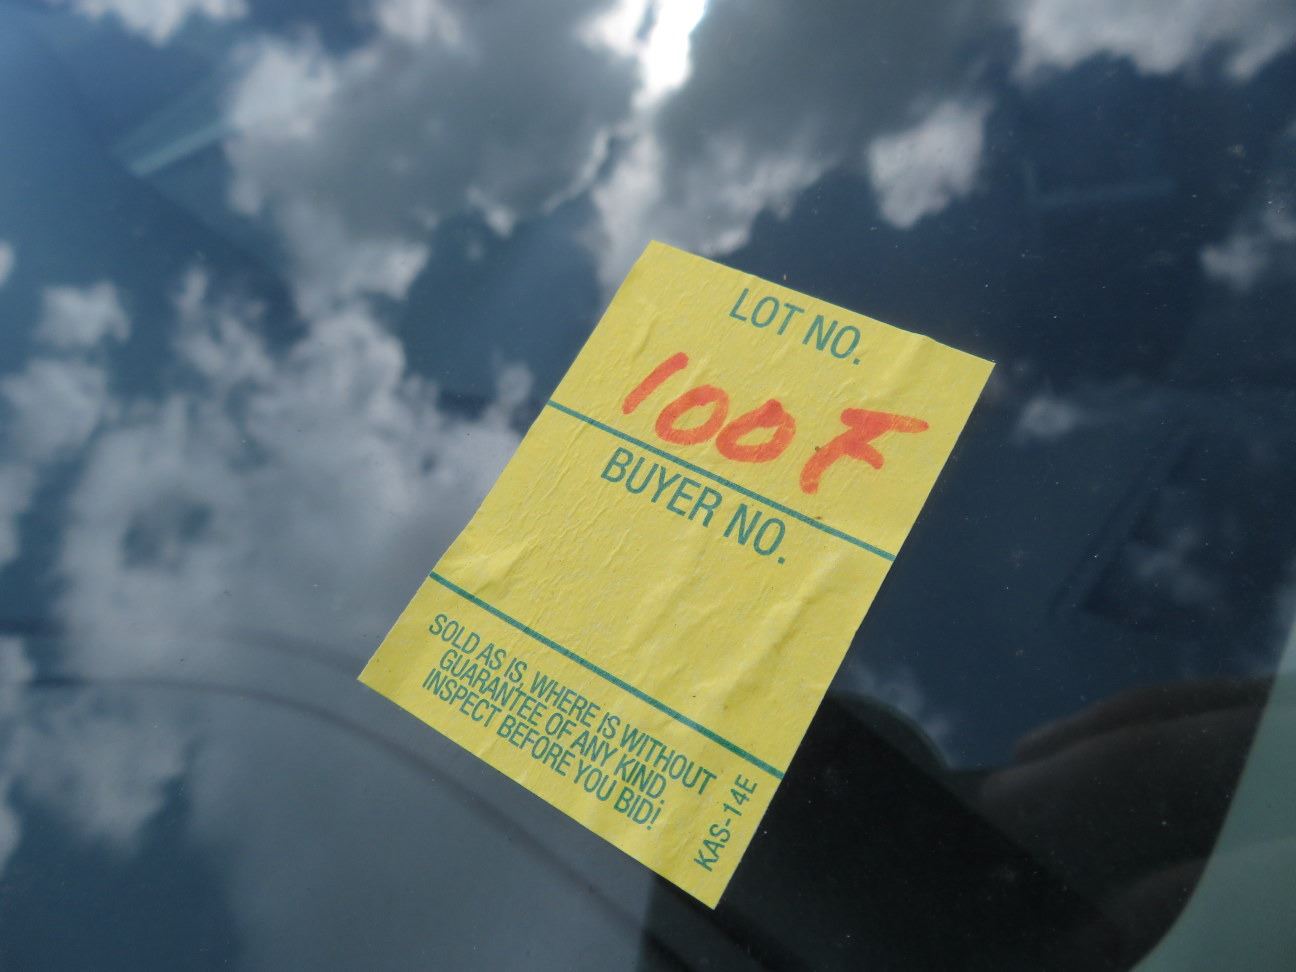 LOT NO.
100F
BUYER NO.
SOLD AS IS, WHERE IS WITHOUT
GUARANTEE OF ANY KIND.
INSPECT BEFORE YOU BID!
KAS-14E